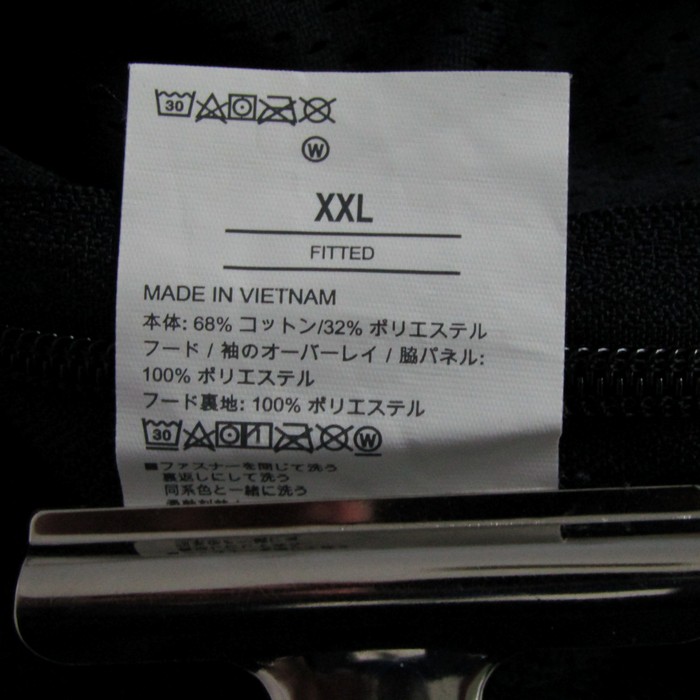 30
W
XXL
FITTED
MADE IN VIETNAM
本体: 68% コットン/32% ポリエステル
フード / 袖のオーバーレイ / 脇パネル:
100% ポリエステル
フード裏地: 100% ポリエステル
30 W
■ファスナーを閉じて洗う
裏返しにして洗う
同系色と一緒に洗う